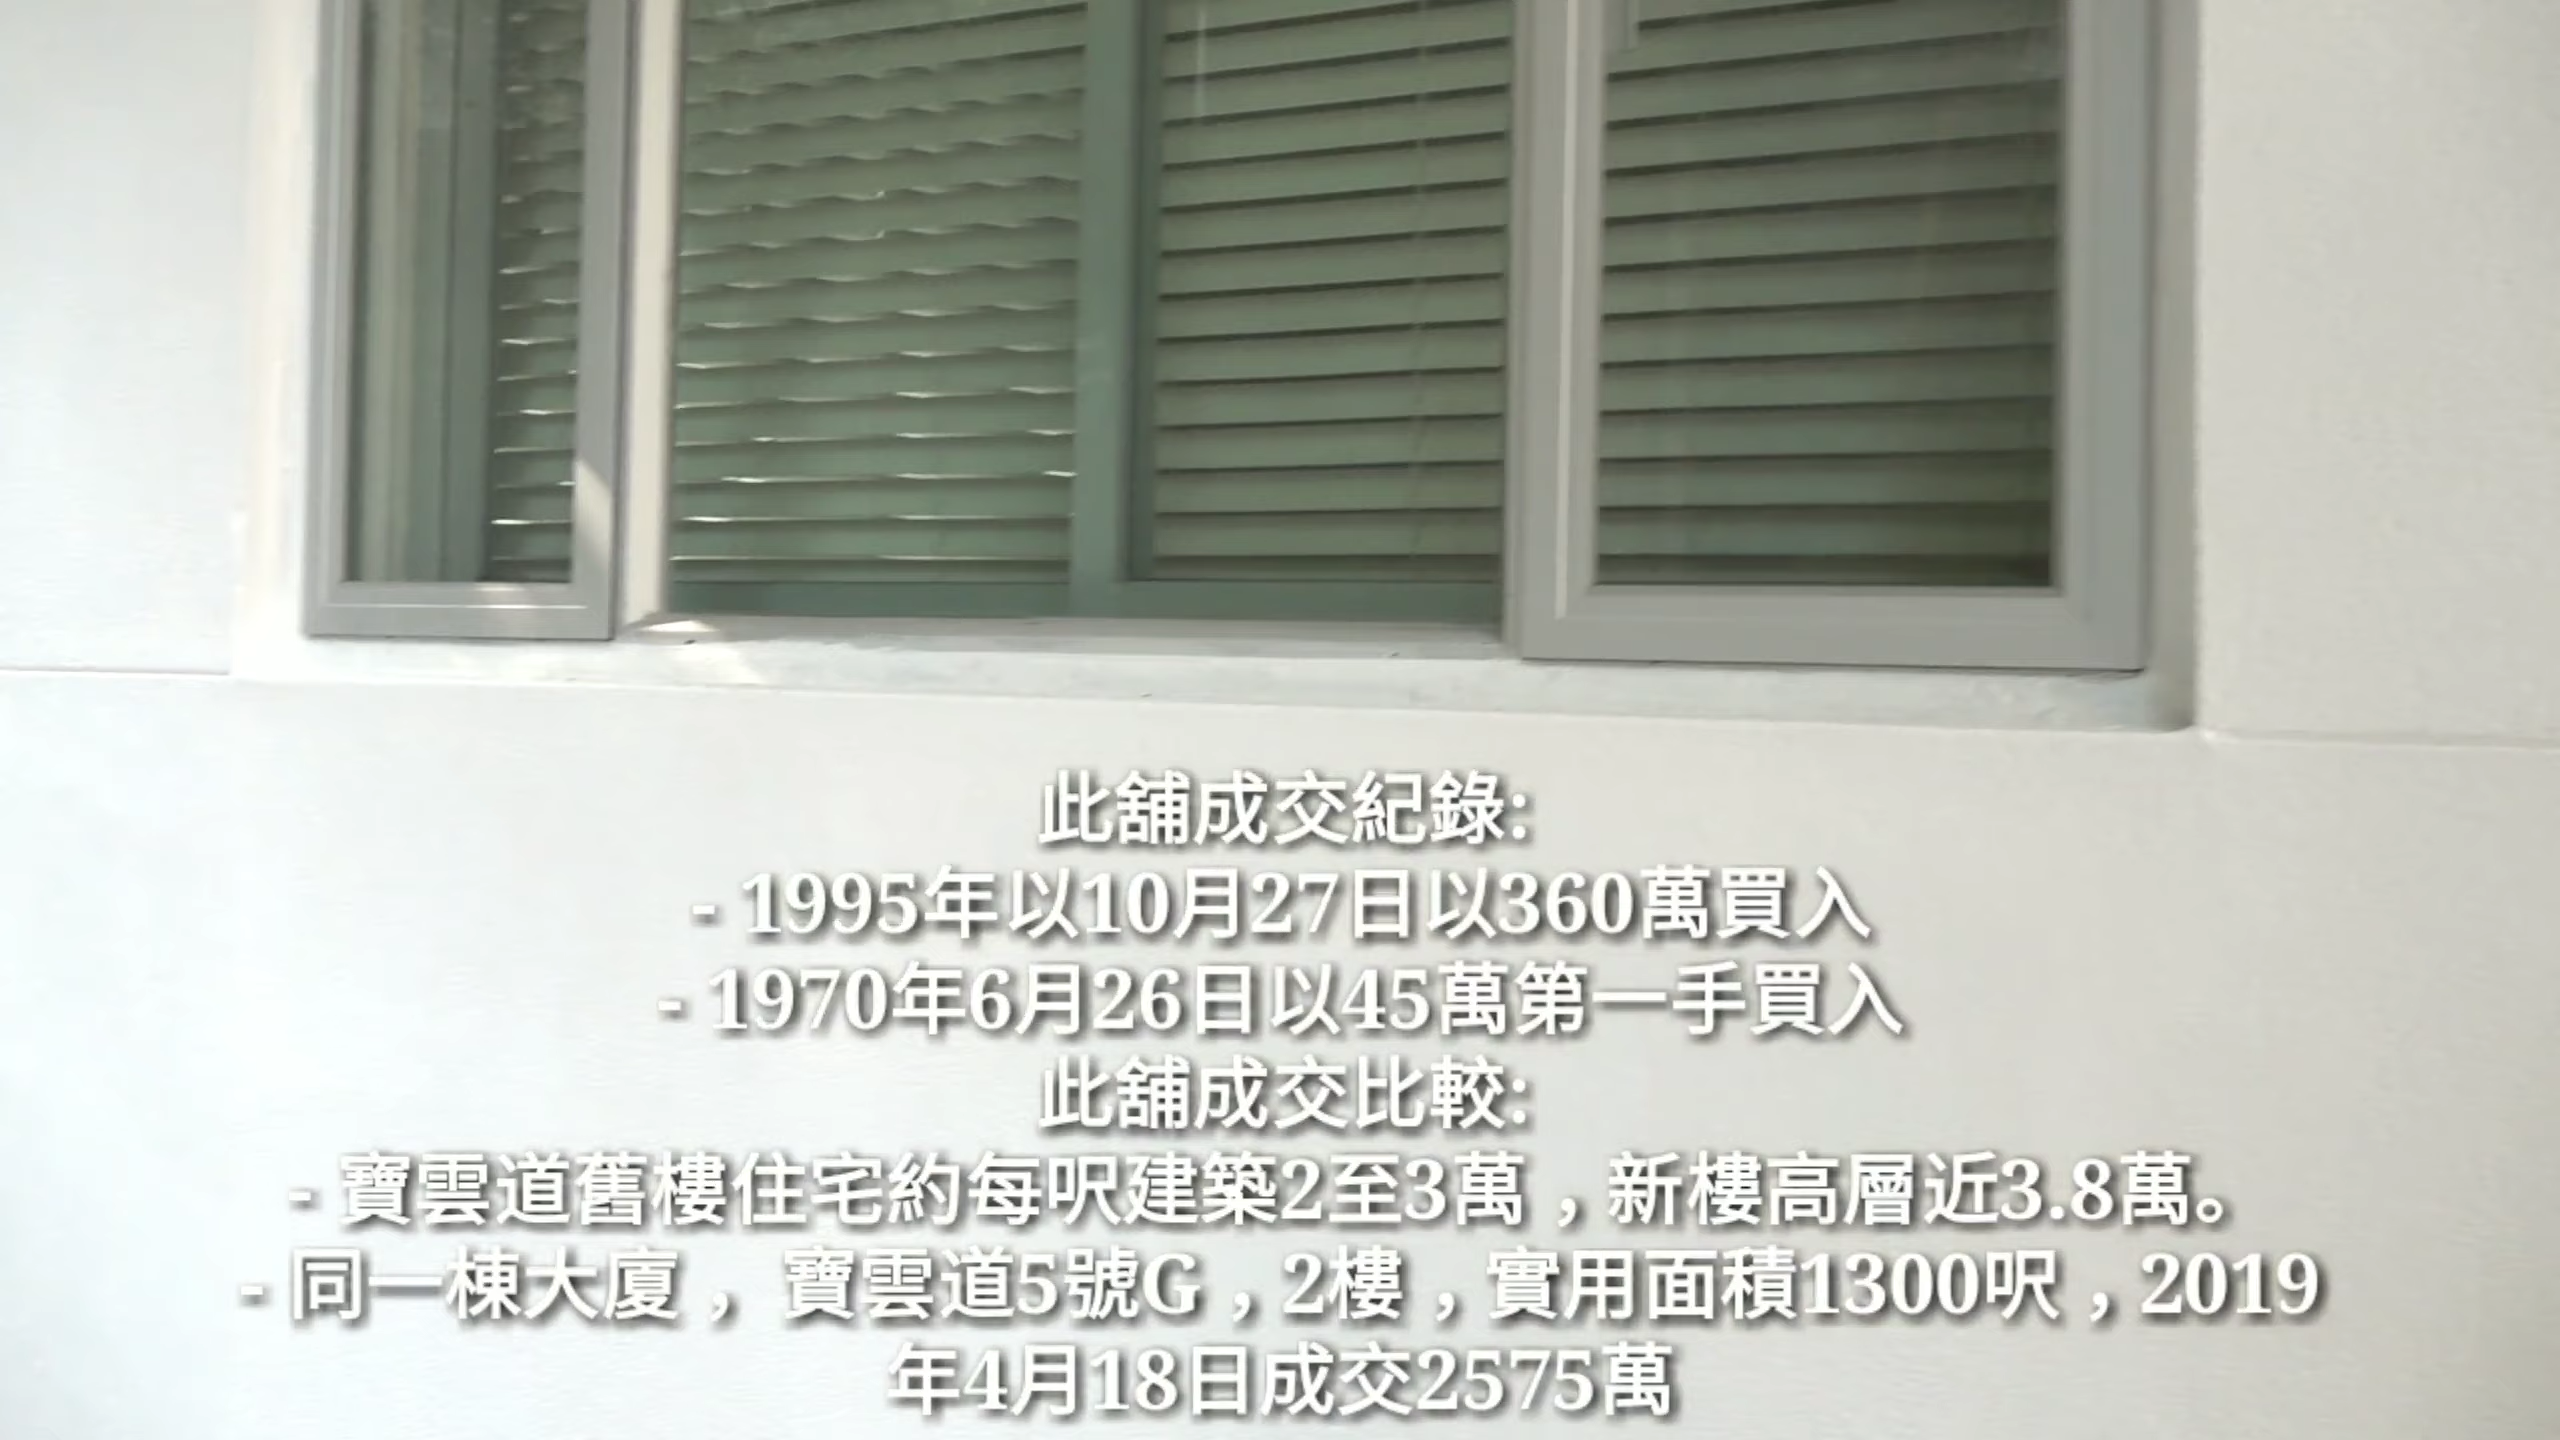 此舖成交紀錄:
- 1995年以10月27日以360萬買入
- 1970年6月26日以45萬第一手買入
此舖成交比較:
- 寶雲道舊樓住宅約每呎建築2至3萬 , 新樓高層近3.8萬。
- 同一棟大廈 ， 寶雲道5號G , 2樓 , 實用面積1300呎 , 2019
年4月18日成交2575萬